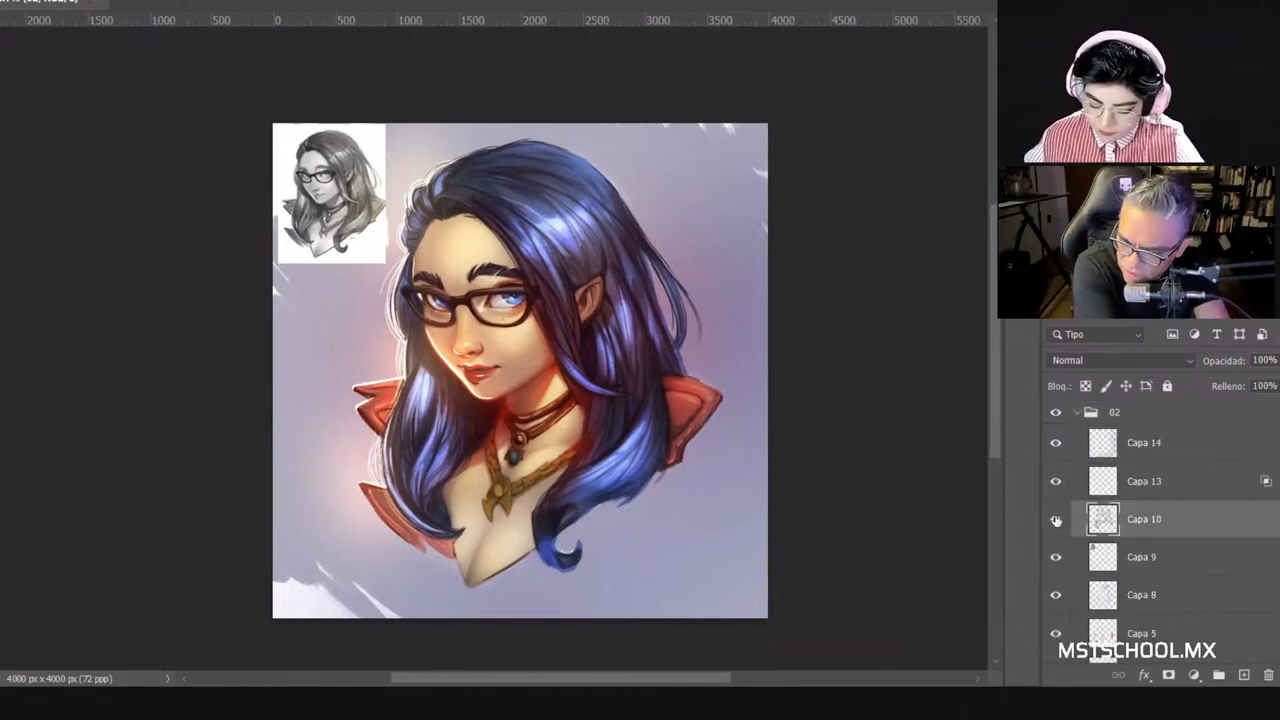 2000 1500 1000 500 0 500 1000 1500 2000 2500 3000 3500 4000 4500 5000 5500
Tipo
Normal
Opacidad: 100%
Bloq.: Relleno: 100%
02
Capa 14
Capa 13
Capa 10
Capa 9
Capa 8
Capa 5
MSTSCHOOL.MX
fx
4000 px x 4000 px (72 ppp)